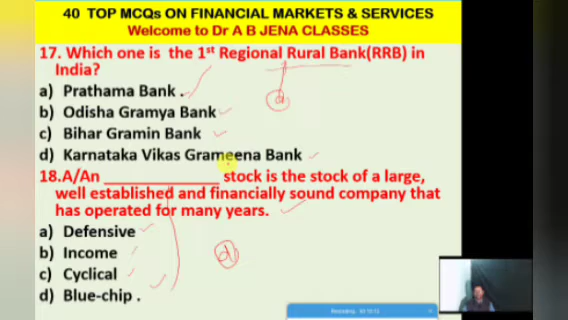 40 TOP MCQs ON FINANCIAL MARKETS & SERVICES
Welcome to Dr A B JENA CLASSES
17. Which one is the 1st Regional Rural Bank(RRB) in
India?
a) Prathama Bank .
b) Odisha Gramya Bank
c) Bihar Gramin Bank
d) Karnataka Vikas Grameena Bank
a
18.A/An ______________ stock is the stock of a large,
well established and financially sound company that
has operated for many years.
a) Defensive
b) Income
c) Cyclical
d) Blue-chip .
d